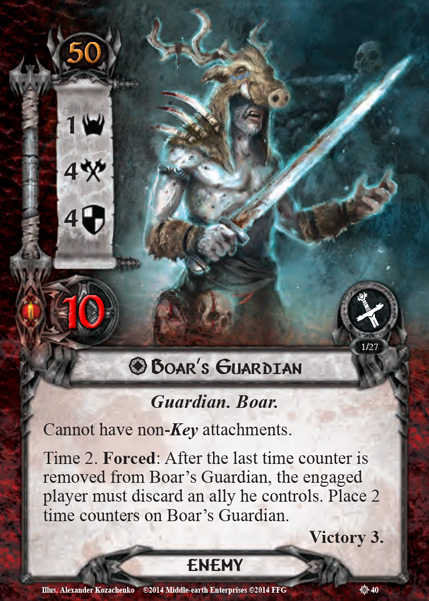 50
1
4
4
10
1/27
Boar's Guardian
Guardian. Boar.
Cannot have non-Key attachments.
Time 2. Forced: After the last time counter is
removed from Boar's Guardian, the engaged
player must discard an ally he controls. Place 2
time counters on Boar's Guardian.
Victory 3.
ENEMY
Illus. Alexander Kozachenko ©2014 Middle-earth Enterprises ©2014 FFG 40